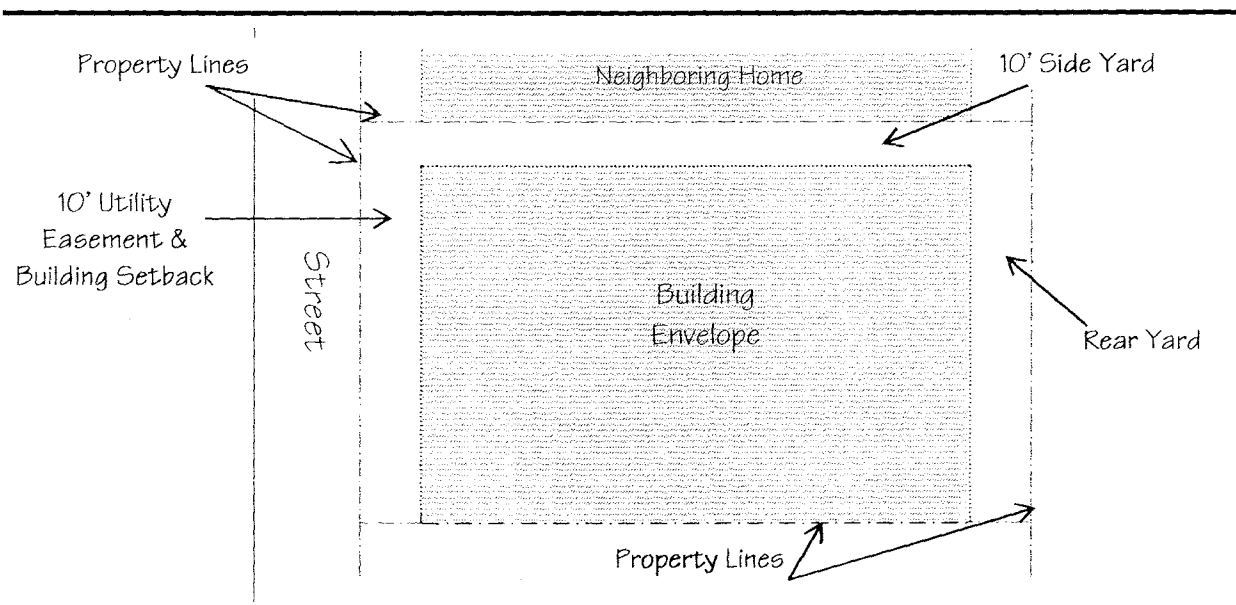 Property Lines
Neighboring Home
10' Side Yard
10' Utility
Easement &
Building Setback
Street
Building
Envelope
Rear Yard
Property Lines